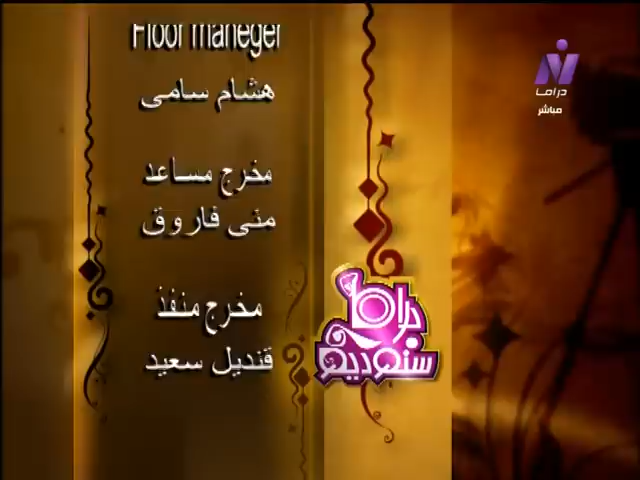 Floor maneger
هشام سامى
مخرج مساعد
منى فاروق
مخرج منفذ
قنديل سعيد
دراما
ستوديو
دراما
مباشر